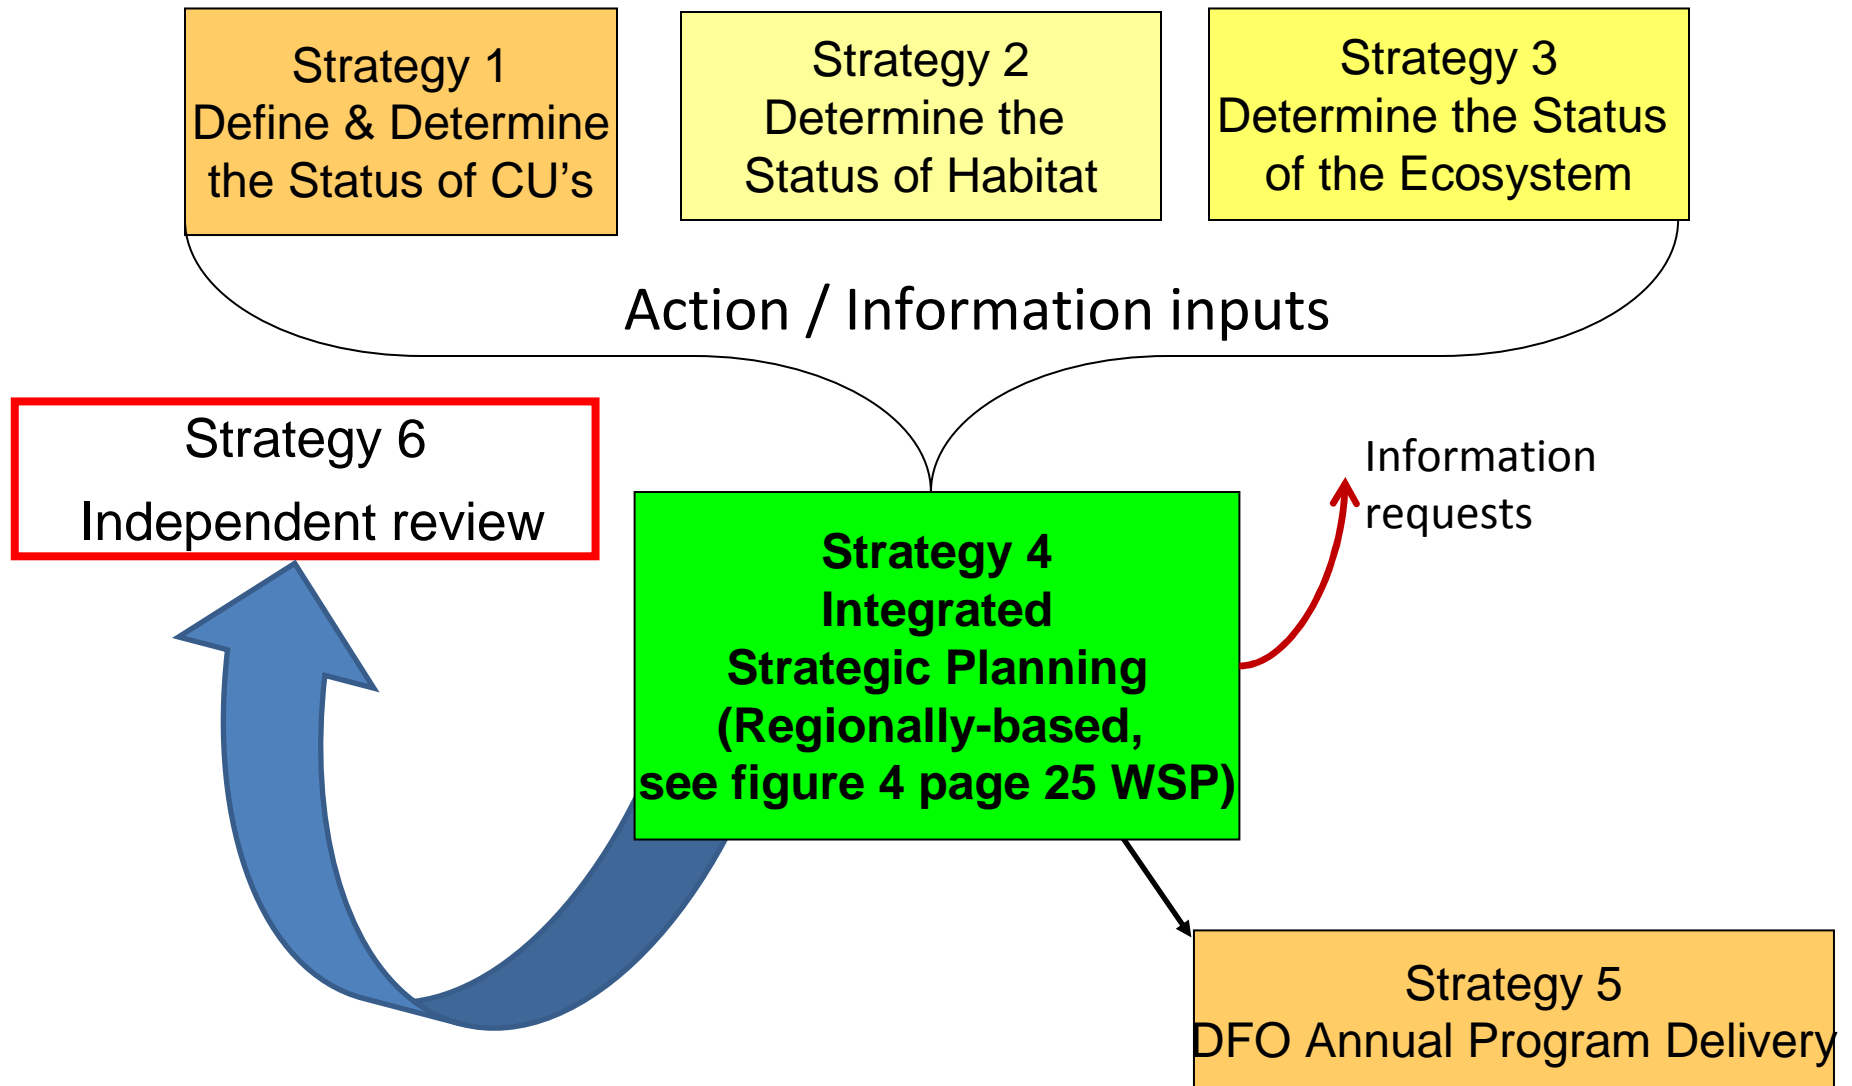 Strategy 1
Define & Determine
the Status of CU's
Strategy 2
Determine the
Status of Habitat
Strategy 3
Determine the Status
of the Ecosystem
Action / Information inputs
Strategy 6
Independent review
Information
requests
Strategy 4
Integrated
Strategic Planning
(Regionally-based,
see figure 4 page 25 WSP)
Strategy 5
DFO Annual Program Delivery